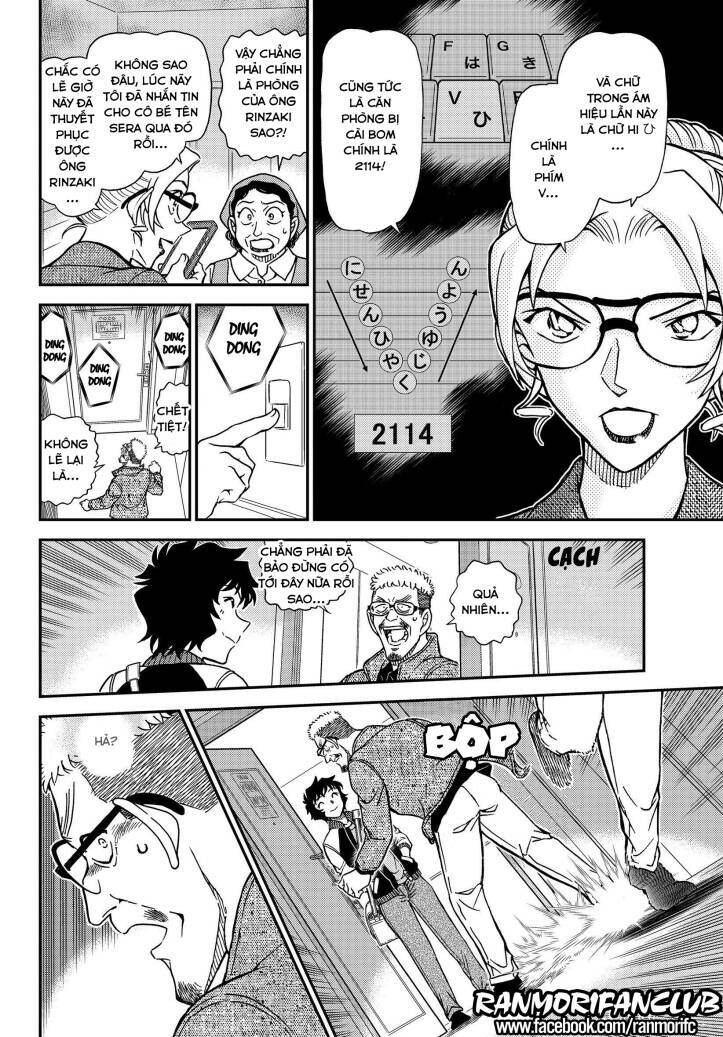 VÀ CHỮ
TRONG ÁM
HIỆU LẦN NÀY
LÀ CHỮ HI ひ
...
CHÍNH
LÀ
PHÍM
V...
F
は
G
き
V
ひ
CŨNG TỨC
LÀ CĂN
PHÒNG BỊ
CÀI BOM
CHÍNH LÀ
2114!
に
せ
ん
ひ
ゃ
く
じ
ゅ
う
よ
ん
2114
VẬY CHẲNG
PHẢI CHÍNH
LÀ PHÒNG
CỦA ÔNG
RINZAKI
SAO?!
KHÔNG SAO
ĐÂU, LÚC NÀY
TÔI ĐÃ NHẮN TIN
CHO CÔ BÉ TÊN
SERA QUA ĐÓ
RỒI...
CHẮC CÓ
LẼ GIỜ
NÀY ĐÃ
THUYẾT
PHỤC
ĐƯỢC
ÔNG
RINZAKI
...
DING
DONG
DING
DONG
DING
DONG
DING
DONG
CHẾT
TIỆT!
KHÔNG
LẼ LẠI
LÀ...
CẠCH
QUẢ
NHIÊN...
CHẲNG PHẢI ĐÃ
BẢO ĐỪNG CÓ
TỚI ĐÂY NỮA RỒI
SAO...
BỘP
HẢ?
RANMORIFANCLUB
www.facebook.com/ranmorifc